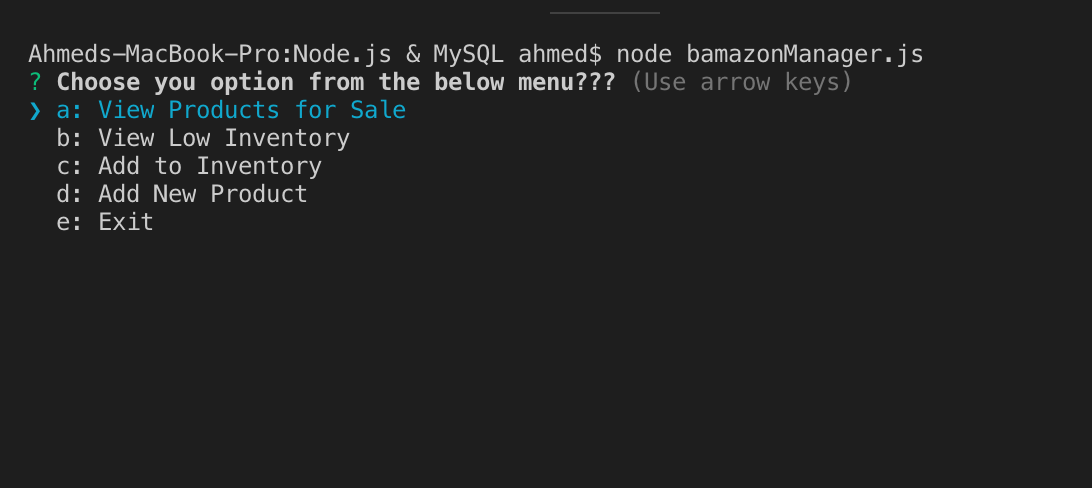 Ahmeds-MacBook-Pro:Node.js & MySQL ahmed$ node bamazonManager.js
? Choose you option from the below menu??? (Use arrow keys)
❯ a: View Products for Sale
b: View Low Inventory
c: Add to Inventory
d: Add New Product
e: Exit